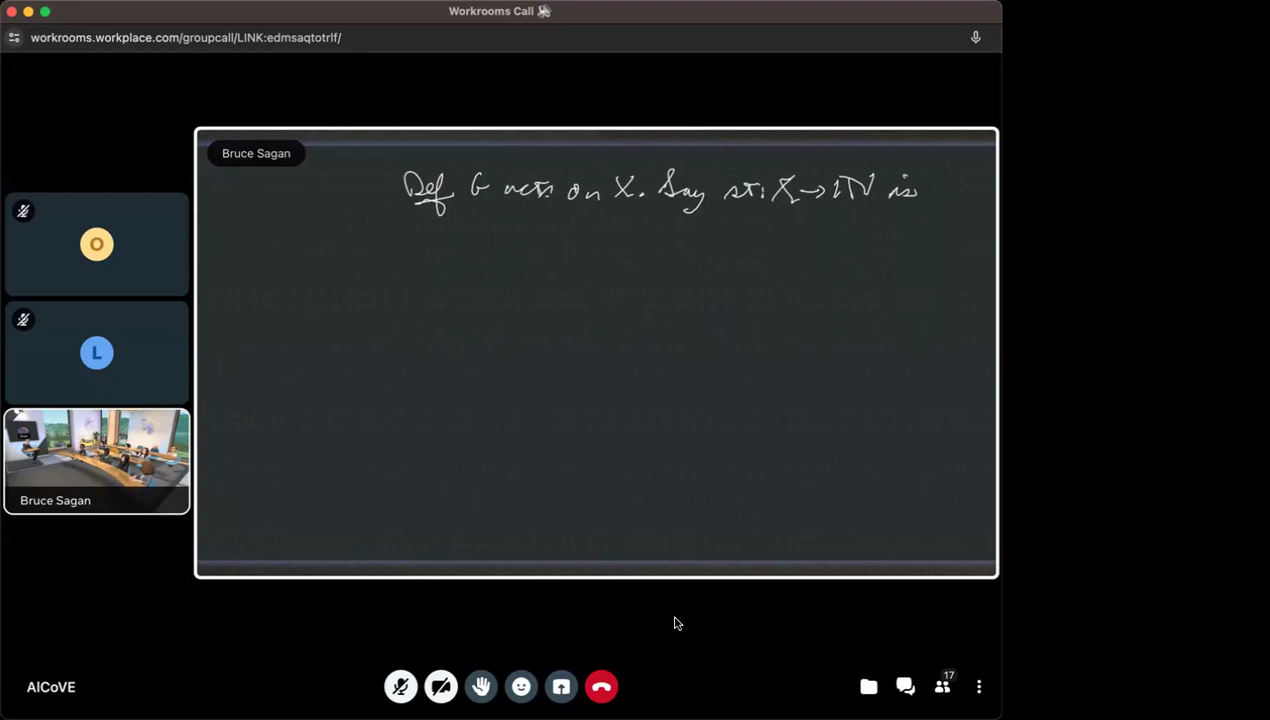 Workrooms Call
workrooms.workplace.com/groupcall/LINK:edmsaqtotrlf/
Bruce Sagan
Def G acts on X. Say st: X → ℕ is
O
L
Bruce Sagan
AICoVE
17